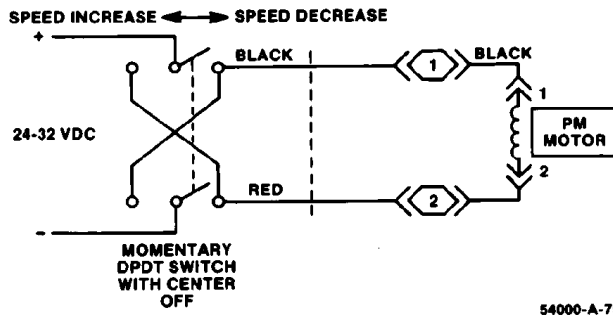 SPEED INCREASE SPEED DECREASE
+
BLACK
1
BLACK
1
24-32 VDC
PM
MOTOR
2
RED
2
-
MOMENTARY
DPDT SWITCH
WITH CENTER
OFF
54000-A-7